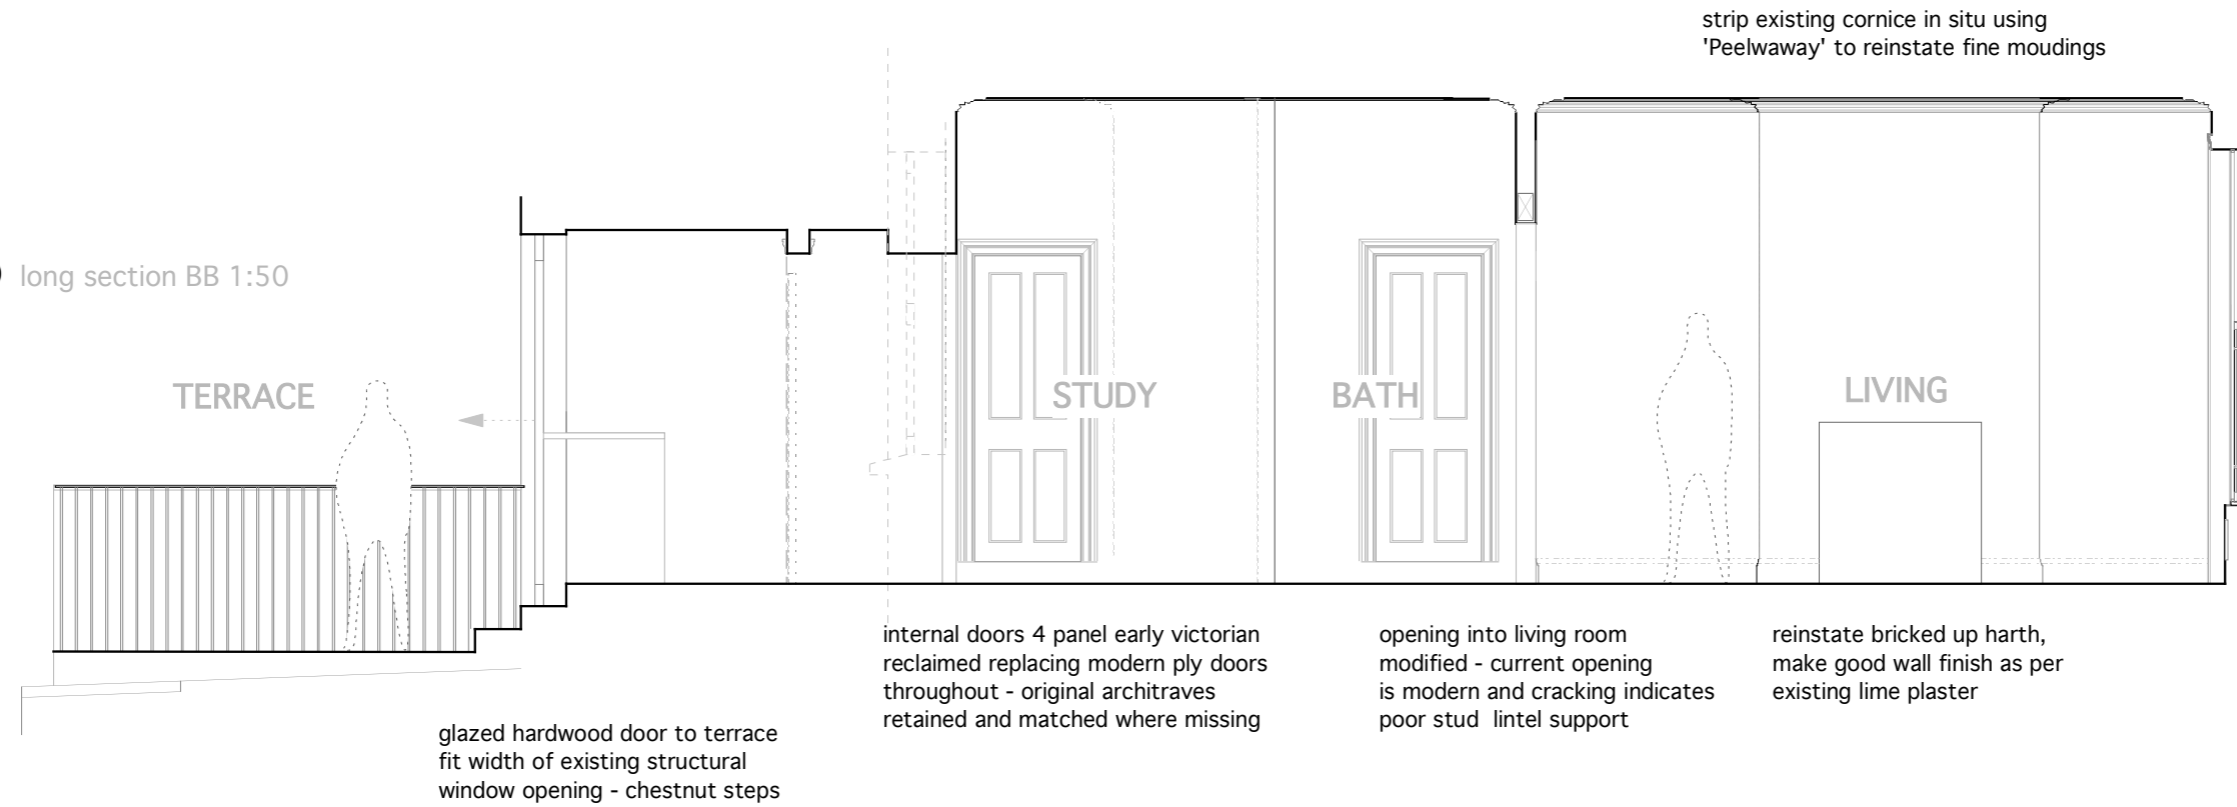 strip existing cornice in situ using
'Peelwaway' to reinstate fine moudings
long section BB 1:50
TERRACE
STUDY
BATH
LIVING
internal doors 4 panel early victorian
reclaimed replacing modern ply doors
throughout - original architraves
retained and matched where missing
opening into living room
modified - current opening
is modern and cracking indicates
poor stud lintel support
reinstate bricked up harth,
make good wall finish as per
existing lime plaster
glazed hardwood door to terrace
fit width of existing structural
window opening - chestnut steps